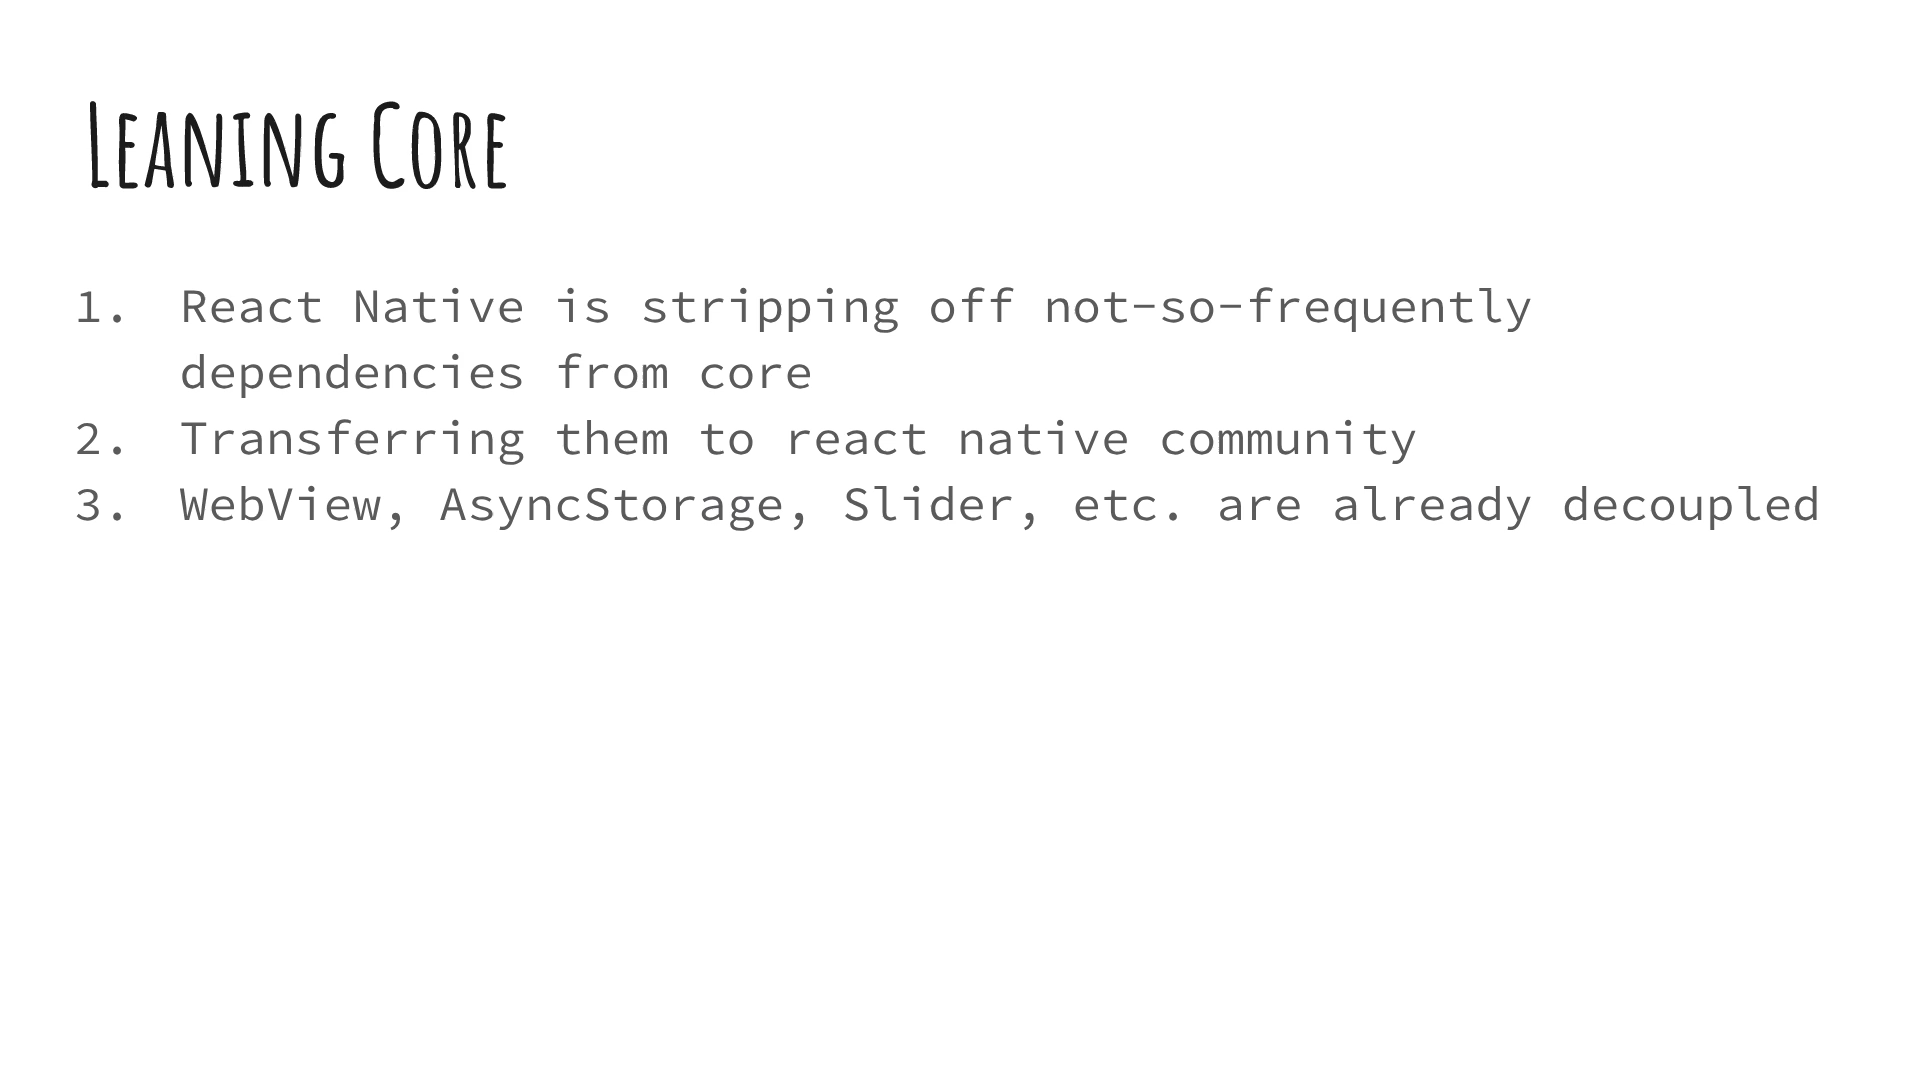 Leaning Core
1. React Native is stripping off not-so-frequently
dependencies from core
2. Transferring them to react native community
3. WebView, AsyncStorage, Slider, etc. are already decoupled